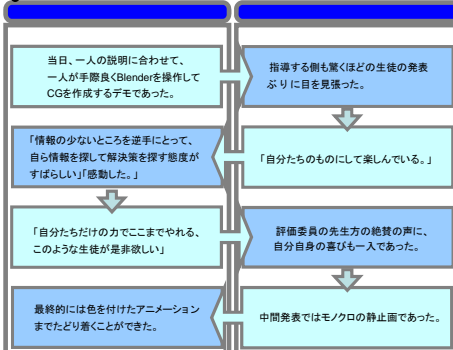 当日、一人の説明に合わせて、
一人が手際良くBlenderを操作して
CGを作成するデモであった。
指導する側も驚くほどの生徒の発表
ぶりに目を見張った。
「自分たちのものにして楽しんでいる。」
「情報の少ないところを逆手にとって、
自ら情報を探して解決策を探す態度が
すばらしい」「感動した。」
「自分たちだけの力でここまでやれる、
このような生徒が是非欲しい」
評価委員の先生方の絶賛の声に、
自分自身の喜びも一入であった。
中間発表ではモノクロの静止画であった。
最終的には色を付けたアニメーション
までたどり着くことができた。